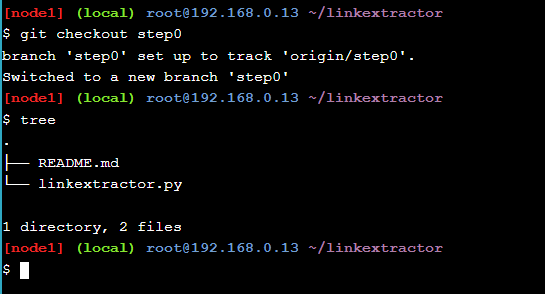 [node1] (local) root@192.168.0.13 ~/linkextractor
$ git checkout step0
branch 'step0' set up to track 'origin/step0'.
Switched to a new branch 'step0'
[node1] (local) root@192.168.0.13 ~/linkextractor
$ tree
.
├── README.md
└── linkextractor.py

1 directory, 2 files
[node1] (local) root@192.168.0.13 ~/linkextractor
$